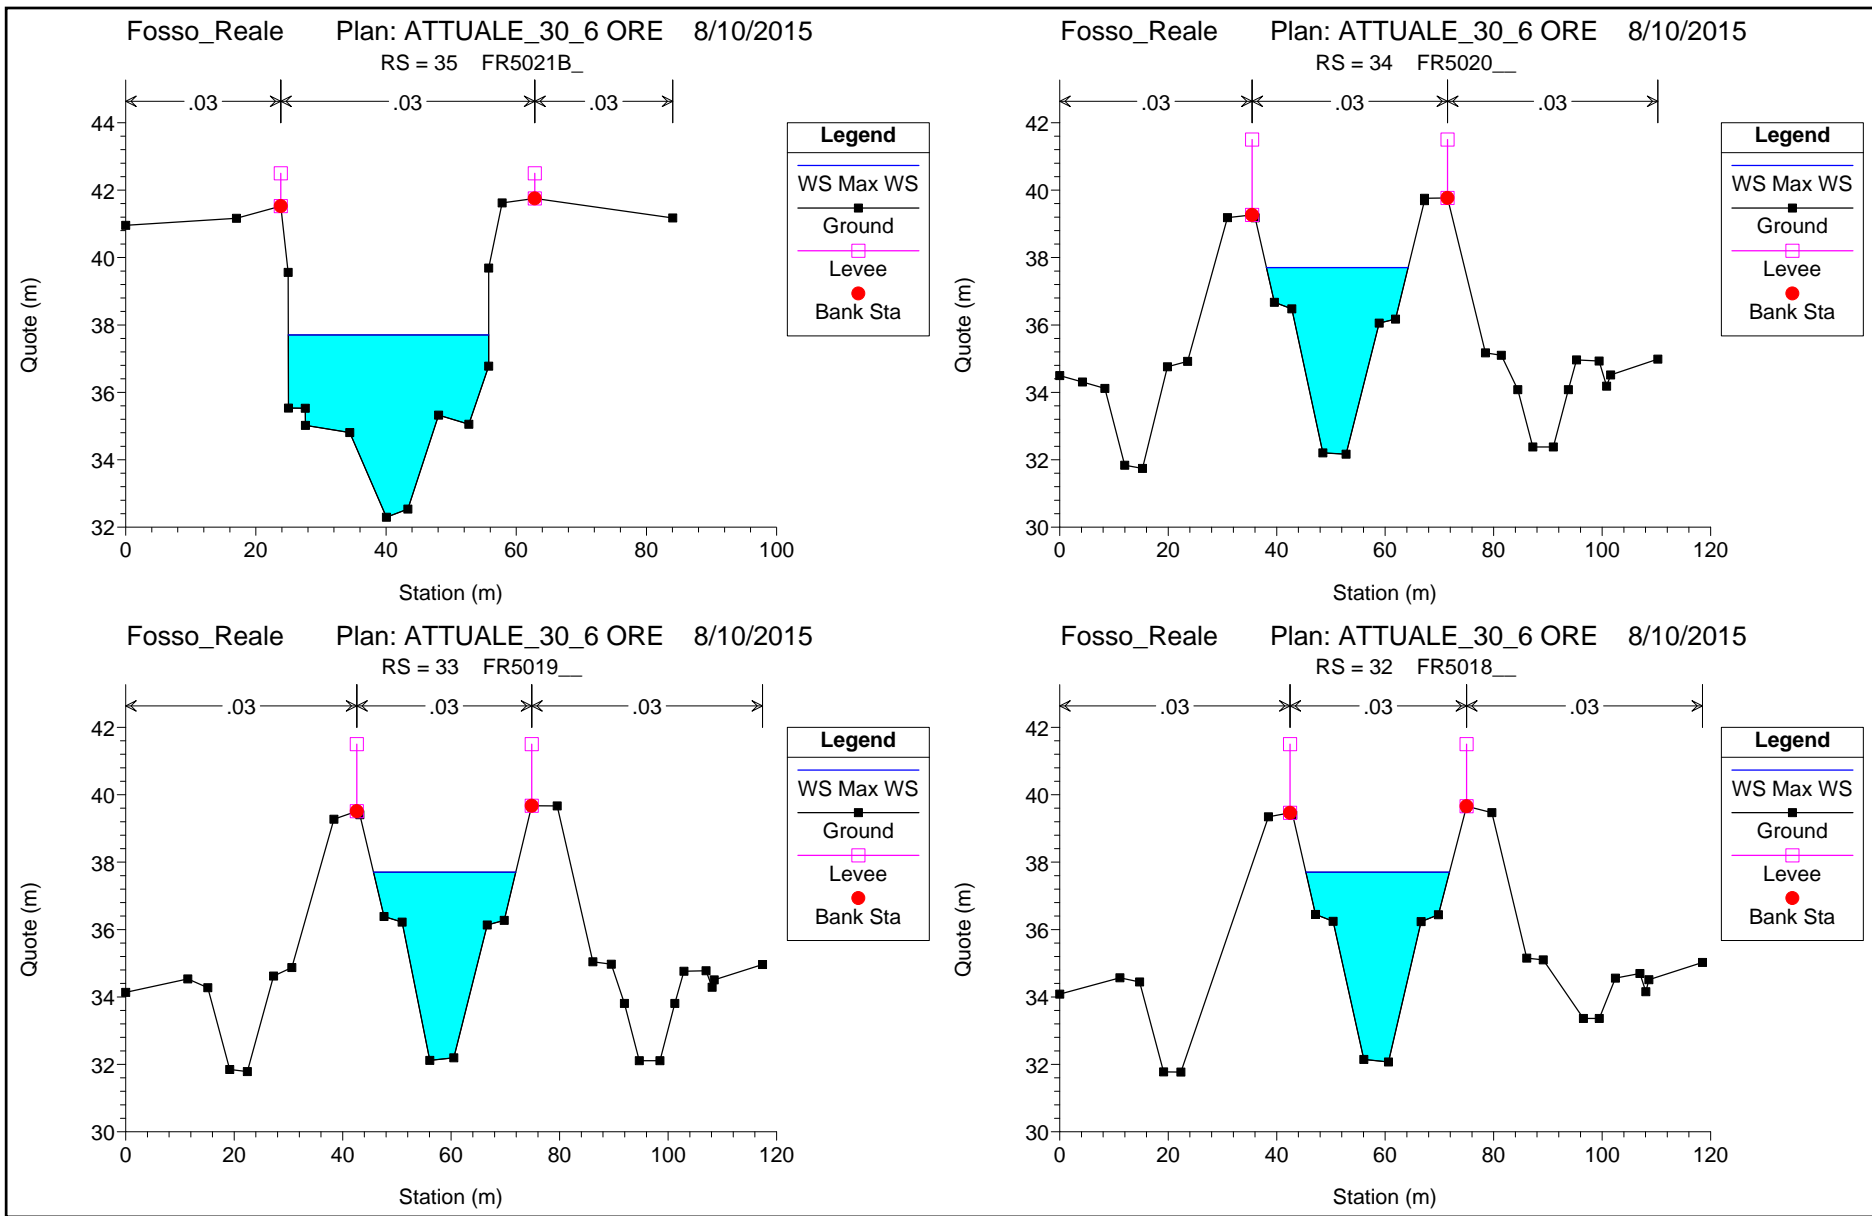 Fosso_Reale Plan: ATTUALE_30_6 ORE 8/10/2015
RS = 35 FR5021B_
.03 .03 .03
44
42
40
38
36
34
32
0 20 40 60 80 100
Quote (m)
Station (m)
Legend
WS Max WS
Ground
Levee
Bank Sta
Fosso_Reale Plan: ATTUALE_30_6 ORE 8/10/2015
RS = 34 FR5020__
.03 .03 .03
42
40
38
36
34
32
30
0 20 40 60 80 100 120
Quote (m)
Station (m)
Legend
WS Max WS
Ground
Levee
Bank Sta
Fosso_Reale Plan: ATTUALE_30_6 ORE 8/10/2015
RS = 33 FR5019__
.03 .03 .03
42
40
38
36
34
32
30
0 20 40 60 80 100 120
Quote (m)
Station (m)
Legend
WS Max WS
Ground
Levee
Bank Sta
Fosso_Reale Plan: ATTUALE_30_6 ORE 8/10/2015
RS = 32 FR5018__
.03 .03 .03
42
40
38
36
34
32
30
0 20 40 60 80 100 120
Quote (m)
Station (m)
Legend
WS Max WS
Ground
Levee
Bank Sta